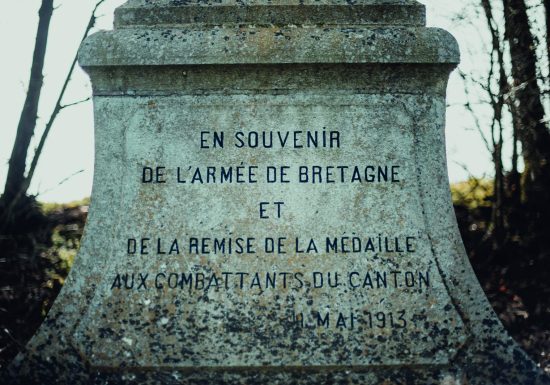 EN SOUVENIR
DE L'ARMÉE DE BRETAGNE
ET
DE LA REMISE DE LA MÉDAILLE
AUX COMBATTANTS DU CANTON
11 MAI 1913